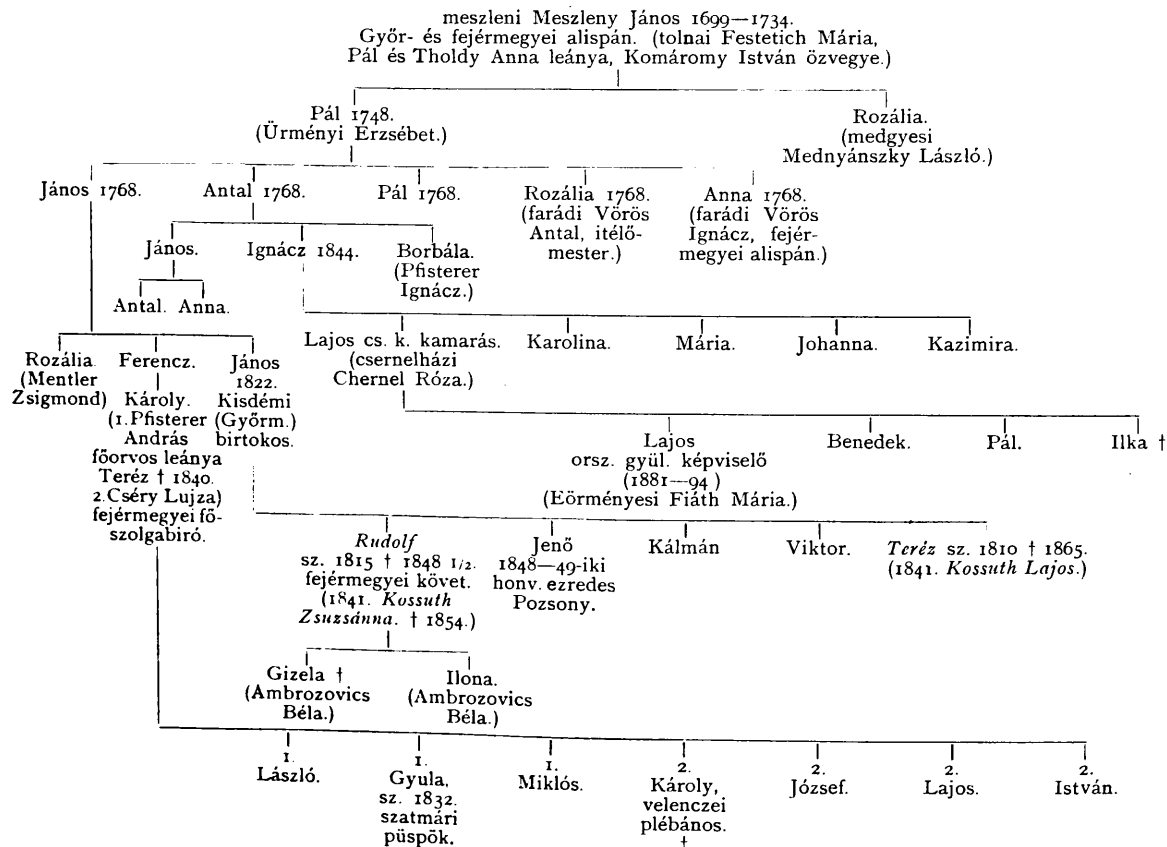 meszleni Meszleny János 1699—1734.
Győr- és fejérmegyei alispán. (tolnai Festetich Mária,
Pál és Tholdy Anna leánya, Komáromy István özvegye.)
Pál 1748.
(Ürményi Erzsébet.)
Rozália.
(medgyesi
Mednyánszky László.)
János 1768.
Antal 1768.
Pál 1768.
Rozália 1768.
(farádi Vörös
Antal, itélő-
mester.)
Anna 1768.
(farádi Vörös
Ignácz, fejér-
megyei alispán.)
János.
Ignácz 1844.
Borbála.
(Pfisterer
Ignácz.)
Antal. Anna.
Rozália.
(Mentler
Zsigmond)
Ferencz.
János
1822.
Kisdémi
(Győrm.)
birtokos.
Lajos cs. k. kamarás.
(csernelházi
Chernel Róza.)
Karolina.
Mária.
Johanna.
Kazimira.
Károly.
(1. Pfisterer
András
főorvos leánya
Teréz † 1840.
2. Cséry Lujza)
fejérmegyei fő-
szolgabiró.
Lajos
orsz. gyül. képviselő
(1881—94)
(Eörményesi Fiáth Mária.)
Benedek.
Pál.
Ilka †
Rudolf
sz. 1815 † 1848 1/2.
fejérmegyei követ.
(1841. Kossuth
Zsuzsánna. † 1854.)
Jenő
1848—49-iki
honv. ezredes
Pozsony.
Kálmán
Viktor.
Teréz sz. 1810 † 1865.
(1841. Kossuth Lajos.)
Gizela †
(Ambrozovics
Béla.)
Ilona.
(Ambrozovics
Béla.)
1.
László.
1.
Gyula,
sz. 1832.
szatmári
püspök.
1.
Miklós.
2.
Károly,
velenczei
plébános.
†
2.
József.
2.
Lajos.
2.
István.